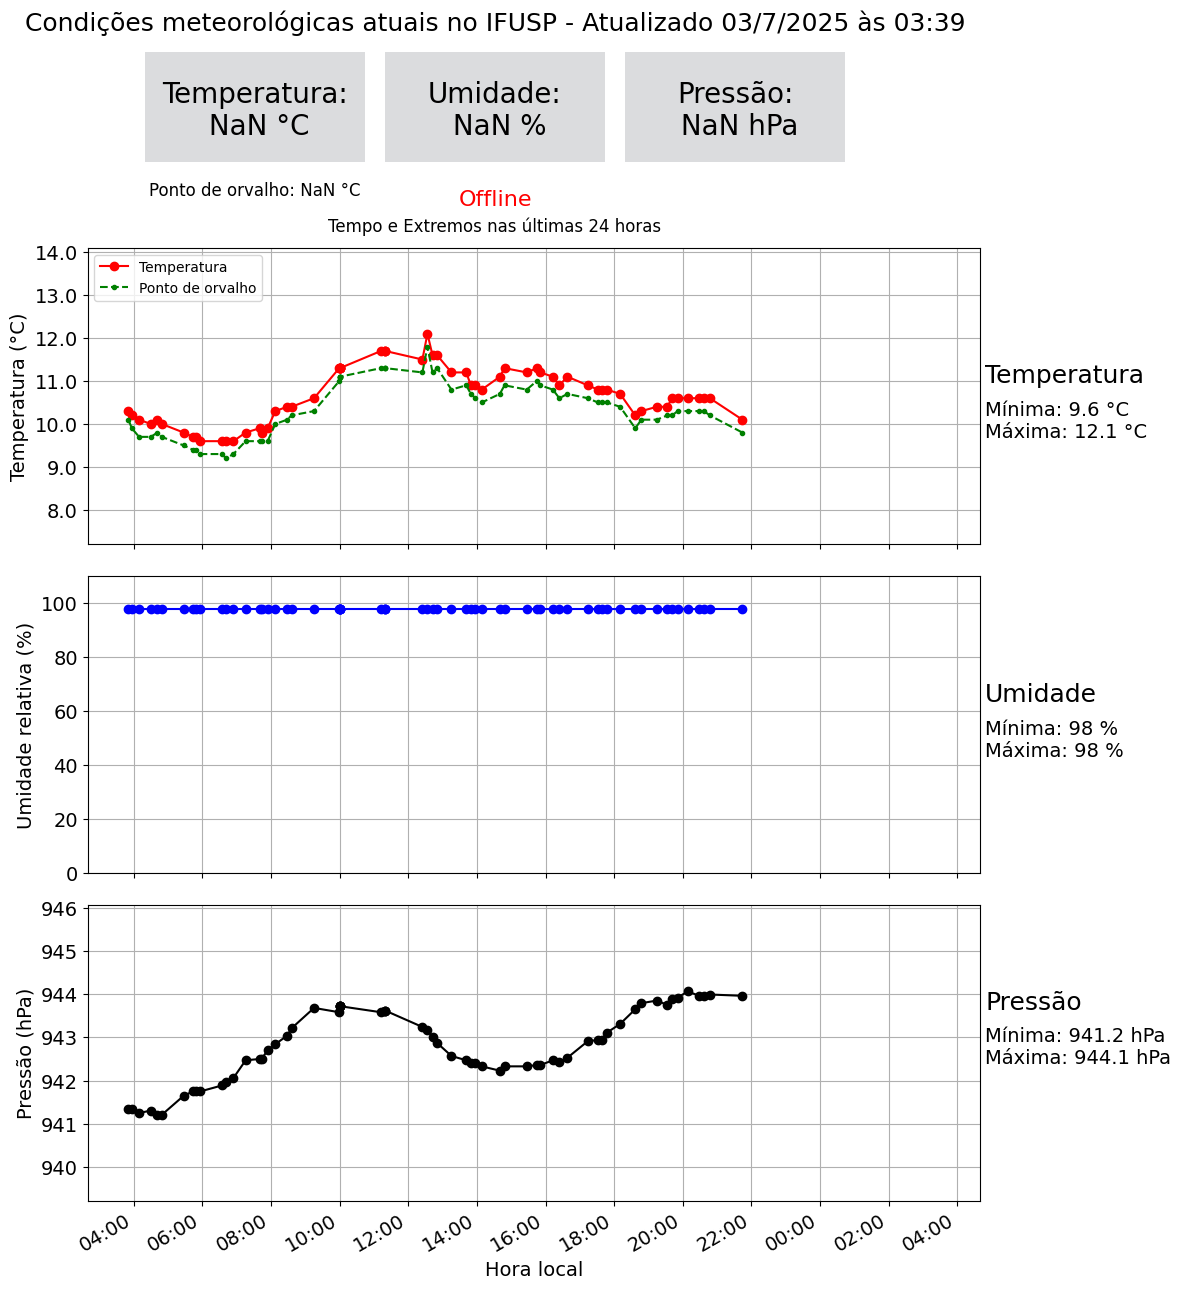 Condições meteorológicas atuais no IFUSP - Atualizado 03/7/2025 às 03:39
Temperatura:
NaN °C
Umidade:
NaN %
Pressão:
NaN hPa
Ponto de orvalho: NaN °C
Offline
Tempo e Extremos nas últimas 24 horas
14.0
13.0
12.0
11.0
10.0
9.0
8.0
Temperatura (°C)
Temperatura
Ponto de orvalho
Temperatura
Mínima: 9.6 °C
Máxima: 12.1 °C
100
80
60
40
20
0
Umidade relativa (%)
Umidade
Mínima: 98 %
Máxima: 98 %
946
945
944
943
942
941
940
Pressão (hPa)
Pressão
Mínima: 941.2 hPa
Máxima: 944.1 hPa
04:00 06:00 08:00 10:00 12:00 14:00 16:00 18:00 20:00 22:00 00:00 02:00 04:00
Hora local